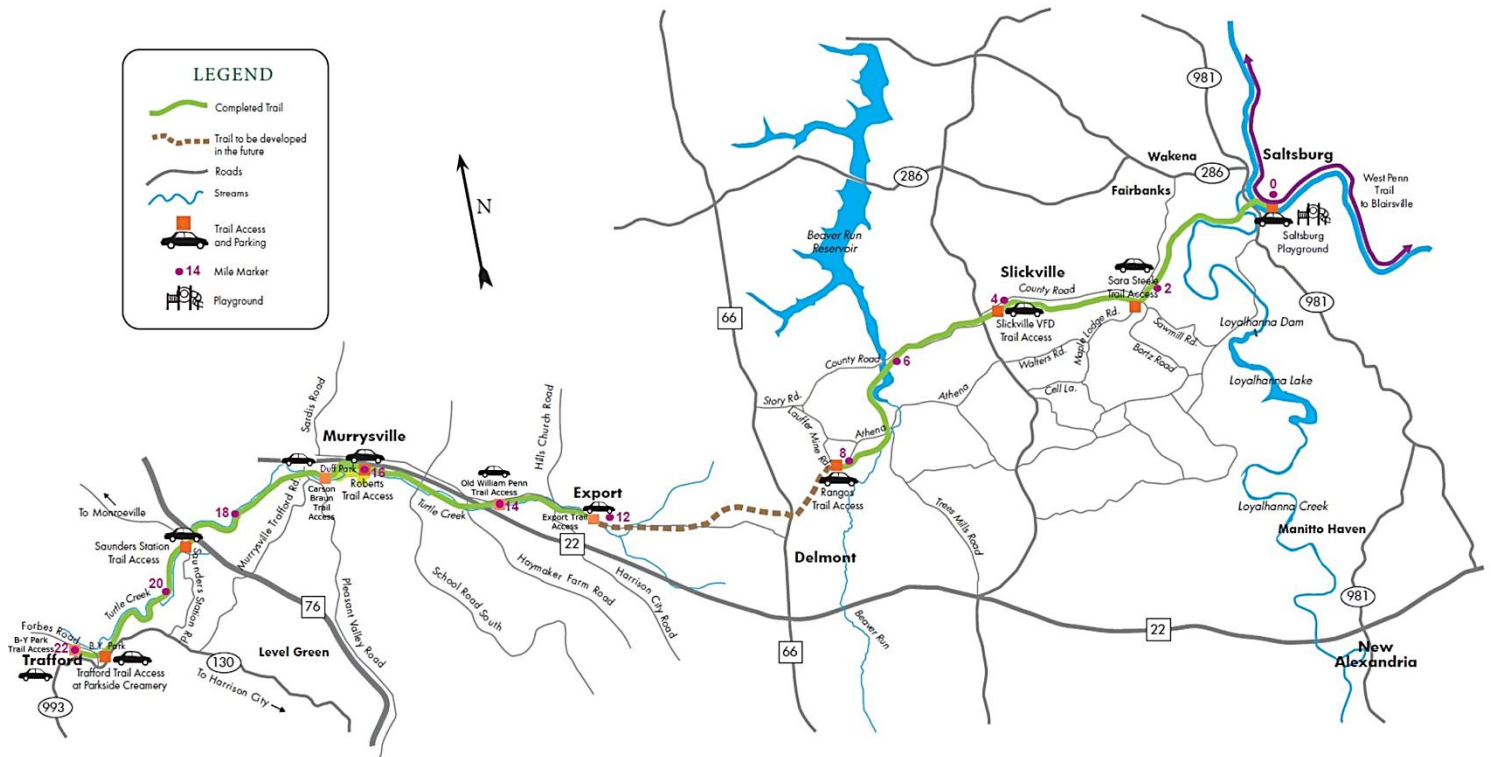 LEGEND
Completed Trail
Trail to be developed
in the future
Roads
Streams
Trail Access
and Parking
14 Mile Marker
Playground
N
981
Saltsburg
Wakena
286
286
0
West Penn
Trail
to Blairsville
Fairbanks
Saltsburg
Playground
Beaver Run
Reservoir
Slickville
County Road
Sara Steele
Trail Access
2
4
981
66
Slickville VFD
Trail Access
Maple Lodge Rd.
Sawmill Rd.
Loyalhanna Dam
Walters Rd.
Bortz Road
County Road
6
Loyalhanna Lake
Cell La.
Athena
Story Rd.
Lauffer Mine Rd.
Athena
Sardis Road
Hills Church Road
Murrysville
8
Rangos
Trail Access
Duff Park
16
Roberts
Trail Access
Carson
Braun
Trail
Access
Old William Penn
Trail Access
14
Export
12
Export Trail
Access
Turtle Creek
Murrysville Trafford Rd.
To Monroeville
18
Saunders Station
Trail Access
Loyalhanna Creek
Manitto Haven
Trees Mills Road
22
Delmont
Haymaker Farm Road
Harrison City Road
School Road South
Pleasant Valley Road
Saunders Station Rd.
20
Turtle Creek
76
981
Beaver Run
22
66
Forbes Road
B-Y Park
Trail Access
22
B.Y. Park
Trafford
Trafford Trail Access
at Parkside Creamery
130
Level Green
To Harrison City
993
New
Alexandria